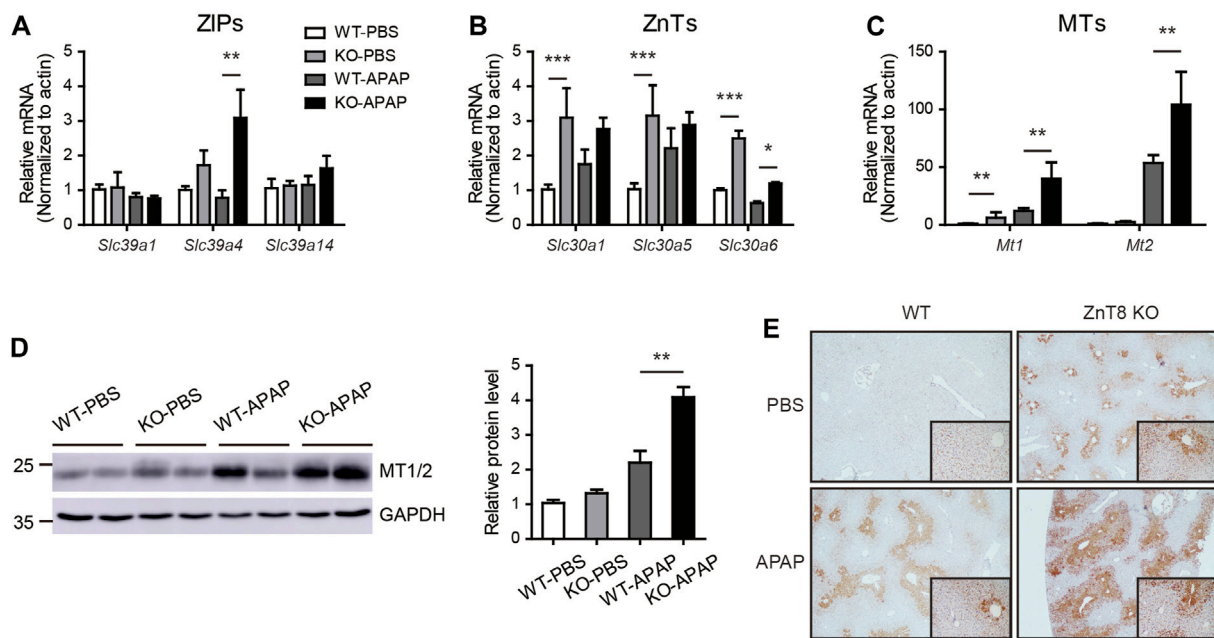 A
ZIPs
Relative mRNA
(Normalized to actin)
5
4
3
2
1
0
**
Slc39a1
Slc39a4
Slc39a14
WT-PBS
KO-PBS
WT-APAP
KO-APAP
B
ZnTs
Relative mRNA
(Normalized to actin)
5
4
3
2
1
0
***
***
***
*
Slc30a1
Slc30a5
Slc30a6
C
MTs
Relative mRNA
(Normalized to actin)
150
100
50
0
**
**
**
Mt1
Mt2
D
WT-PBS
KO-PBS
WT-APAP
KO-APAP
25
MT1/2
35
GAPDH
Relative protein level
5
4
3
2
1
0
**
WT-PBS
KO-PBS
WT-APAP
KO-APAP
E
WT
ZnT8 KO
PBS
APAP